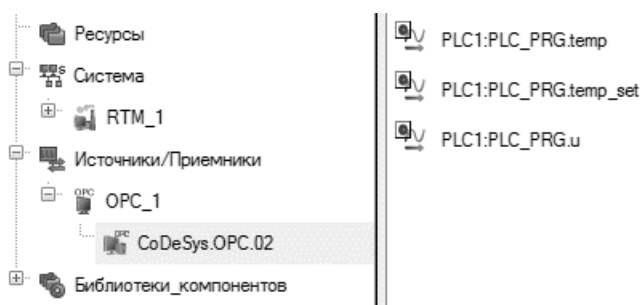 Ресурсы
Система
RTM_1
Источники/Приемники
OPC_1
CoDeSys.OPC.02
Библиотеки_компонентов
PLC1:PLC_PRG.temp
PLC1:PLC_PRG.temp_set
PLC1:PLC_PRG.u